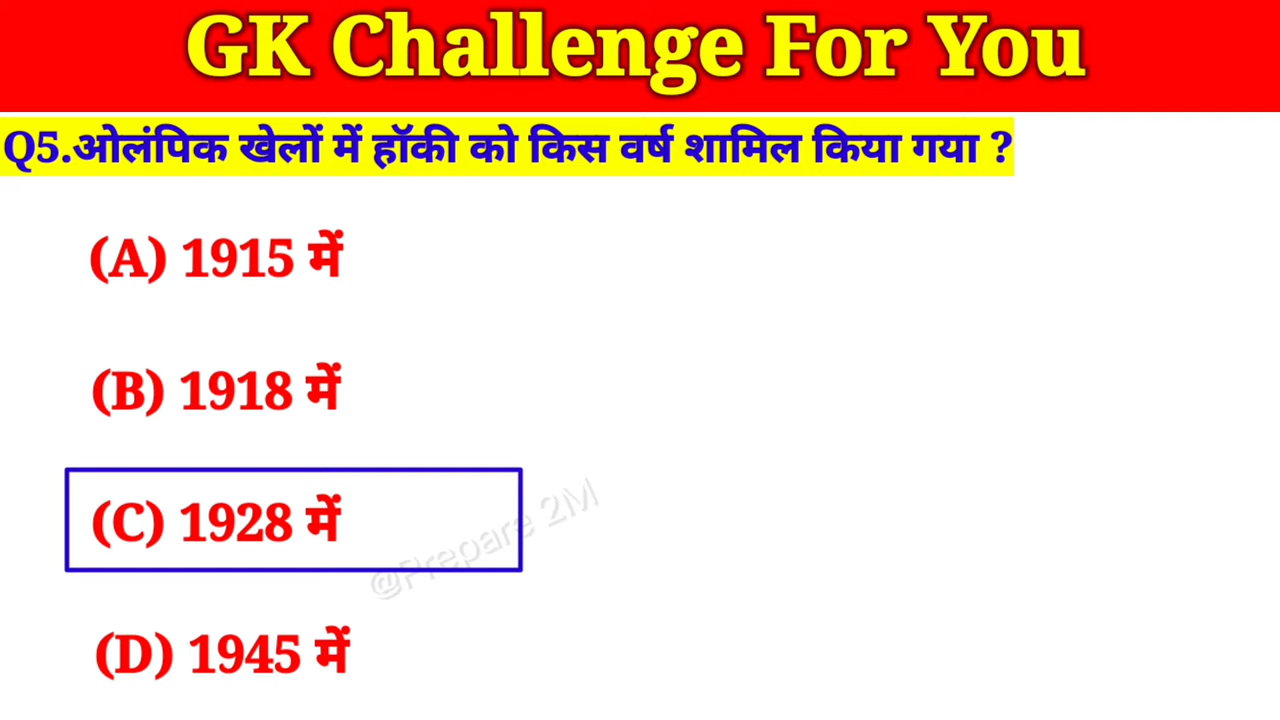 GK Challenge For You
Q5.ओलंपिक खेलों में हॉकी को किस वर्ष शामिल किया गया ?
(A) 1915 में
(B) 1918 में
(C) 1928 में
@Prepare 2M
(D) 1945 में